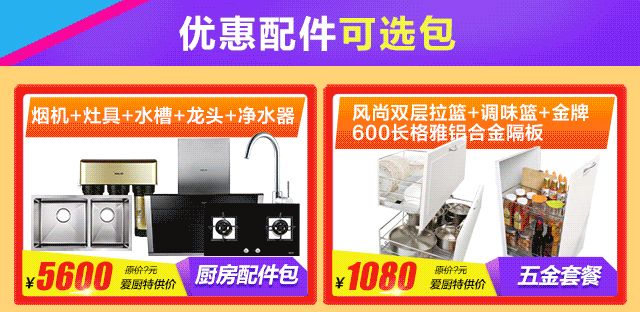 优惠配件可选包
烟机+灶具+水槽+龙头+净水器
¥5600
原价?元
爱厨特供价
厨房配件包
风尚双层拉篮+调味篮+金牌
600长格雅铝合金隔板
¥1080
原价?元
爱厨特供价
五金套餐